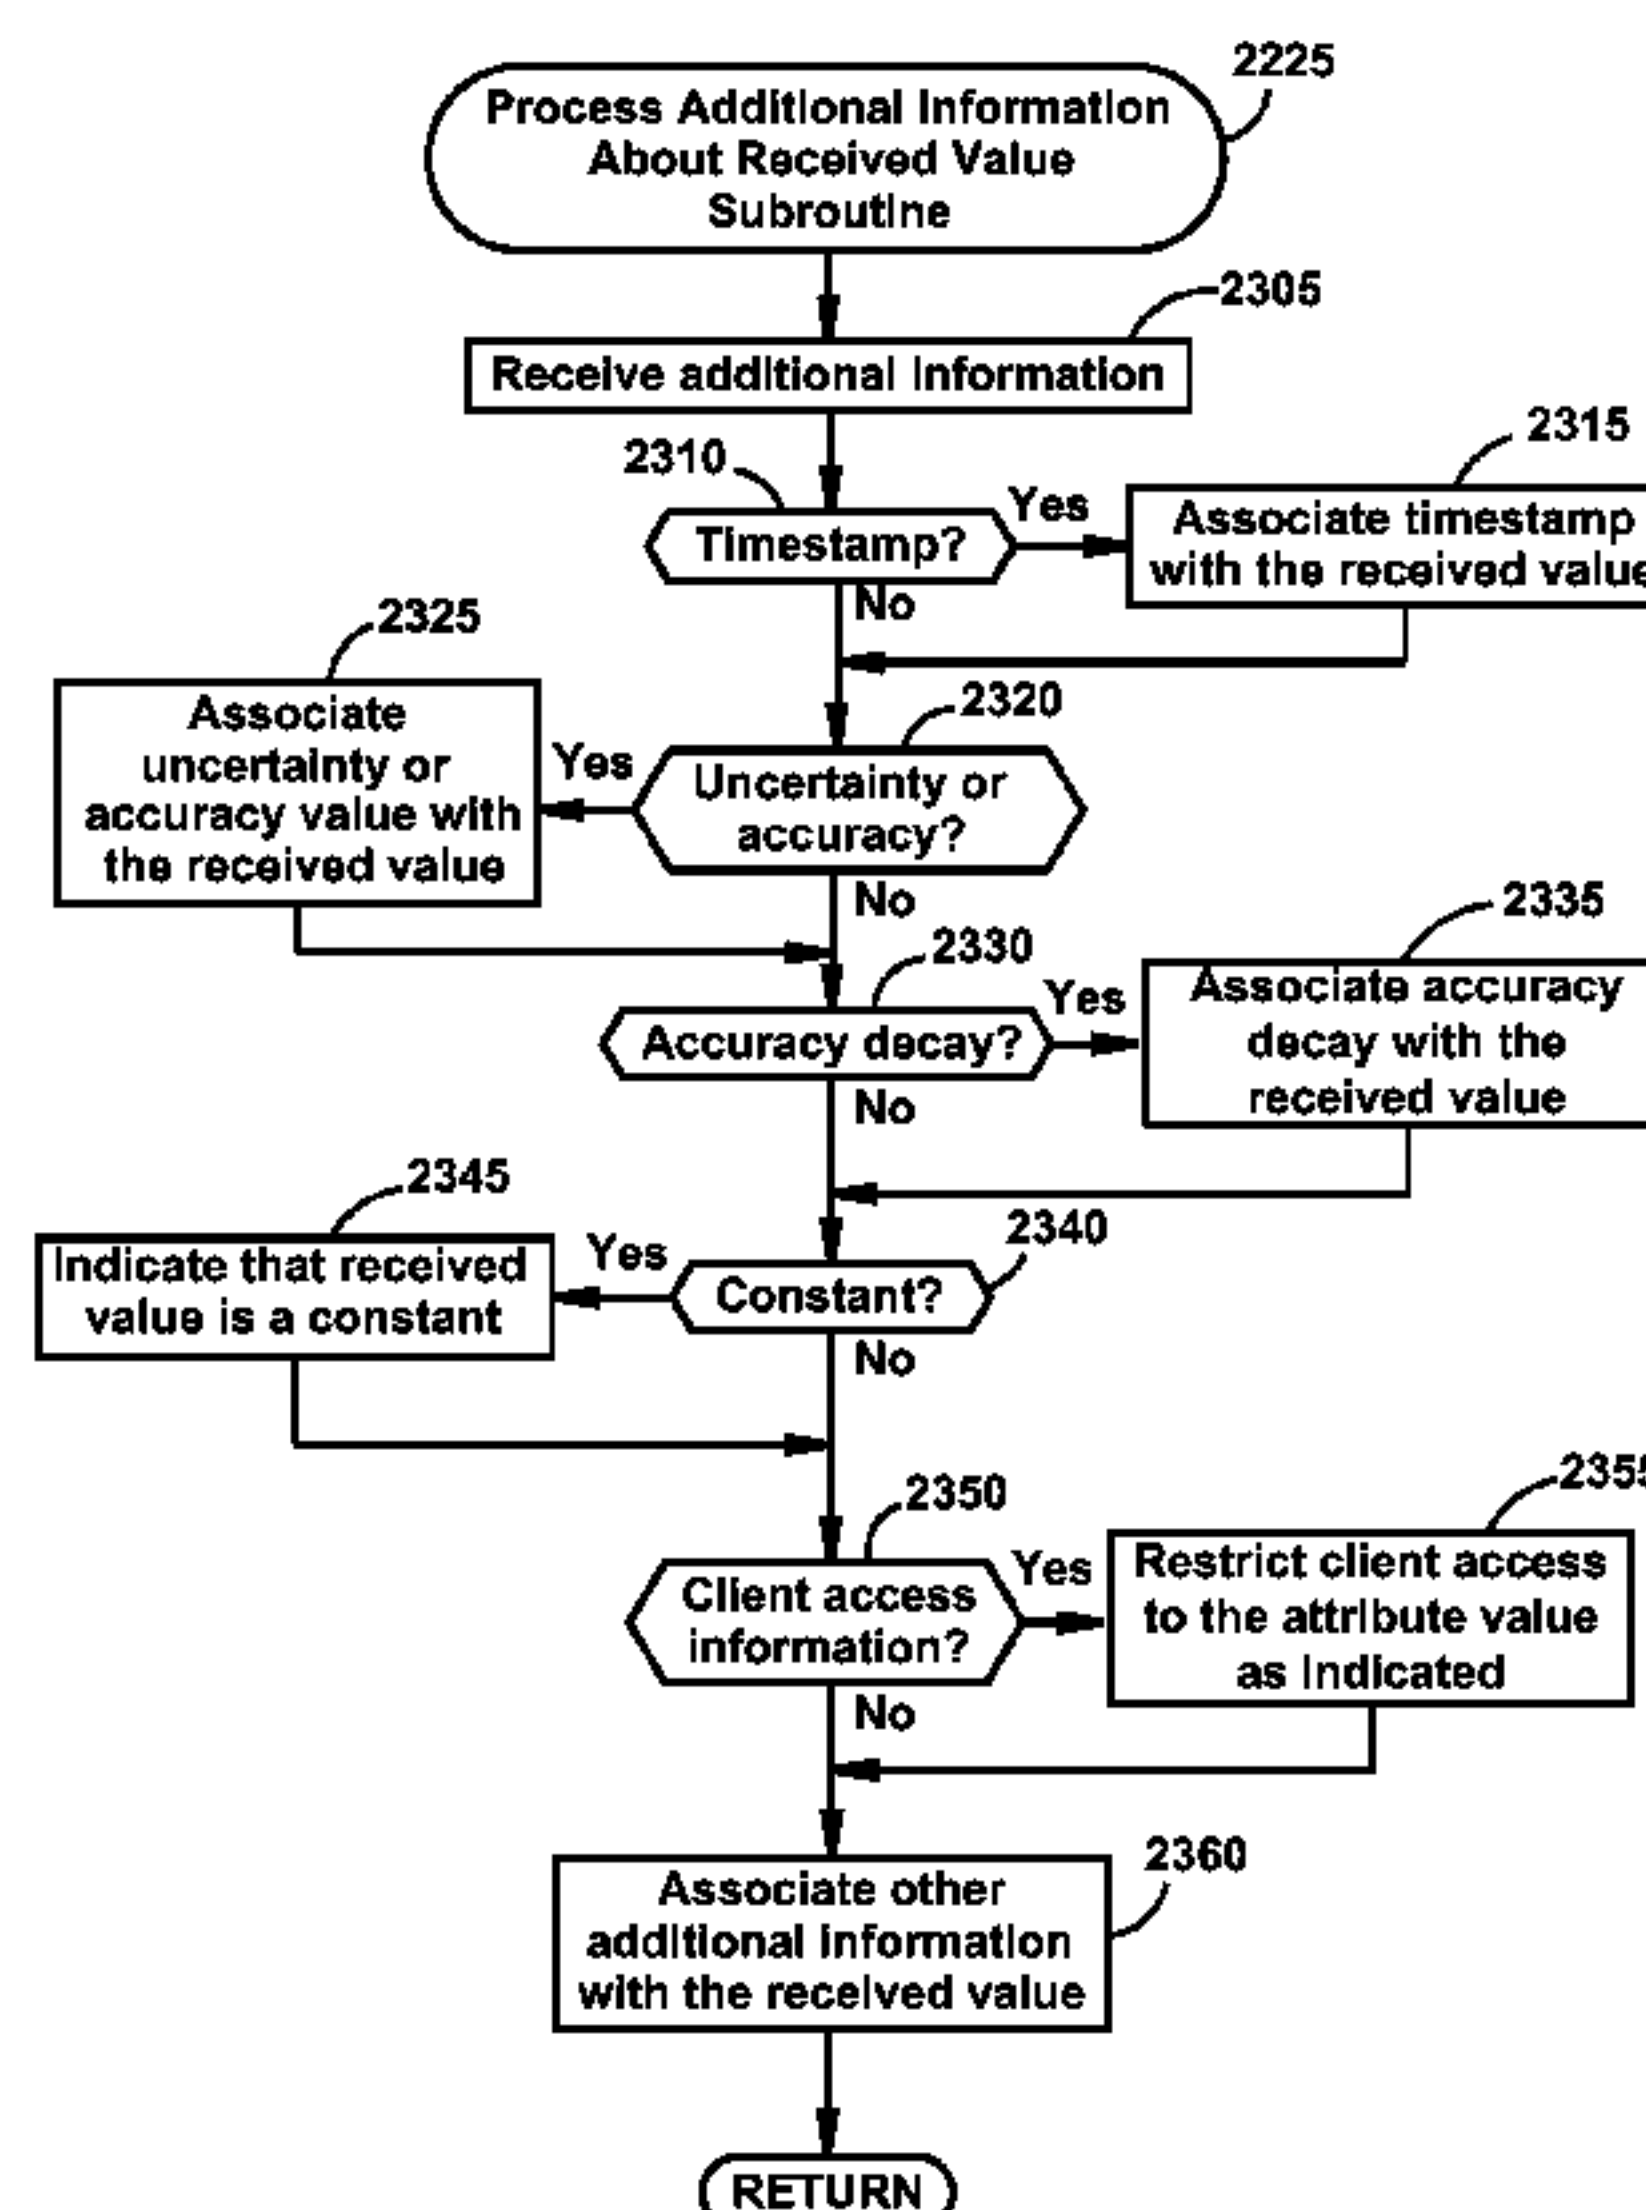 2225
Process Additional Information
About Received Value
Subroutine
2305
Receive additional Information
2310
2315
Timestamp?
Yes
Associate timestamp
with the received value
No
2325
2320
Associate
uncertainty or
accuracy value with
the received value
Yes
Uncertainty or
accuracy?
No
2335
2330
Accuracy decay?
Yes
Associate accuracy
decay with the
received value
No
2345
2340
Indicate that received
value is a constant
Yes
Constant?
No
2355
2350
Client access
information?
Yes
Restrict client access
to the attribute value
as Indicated
No
2360
Associate other
additional information
with the received value
RETURN